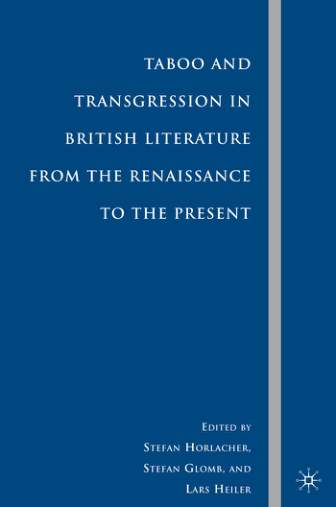 TABOO AND
TRANSGRESSION IN
BRITISH LITERATURE
FROM THE RENAISSANCE
TO THE PRESENT
EDITED BY
STEFAN HORLACHER,
STEFAN GLOMB, AND
LARS HEILER